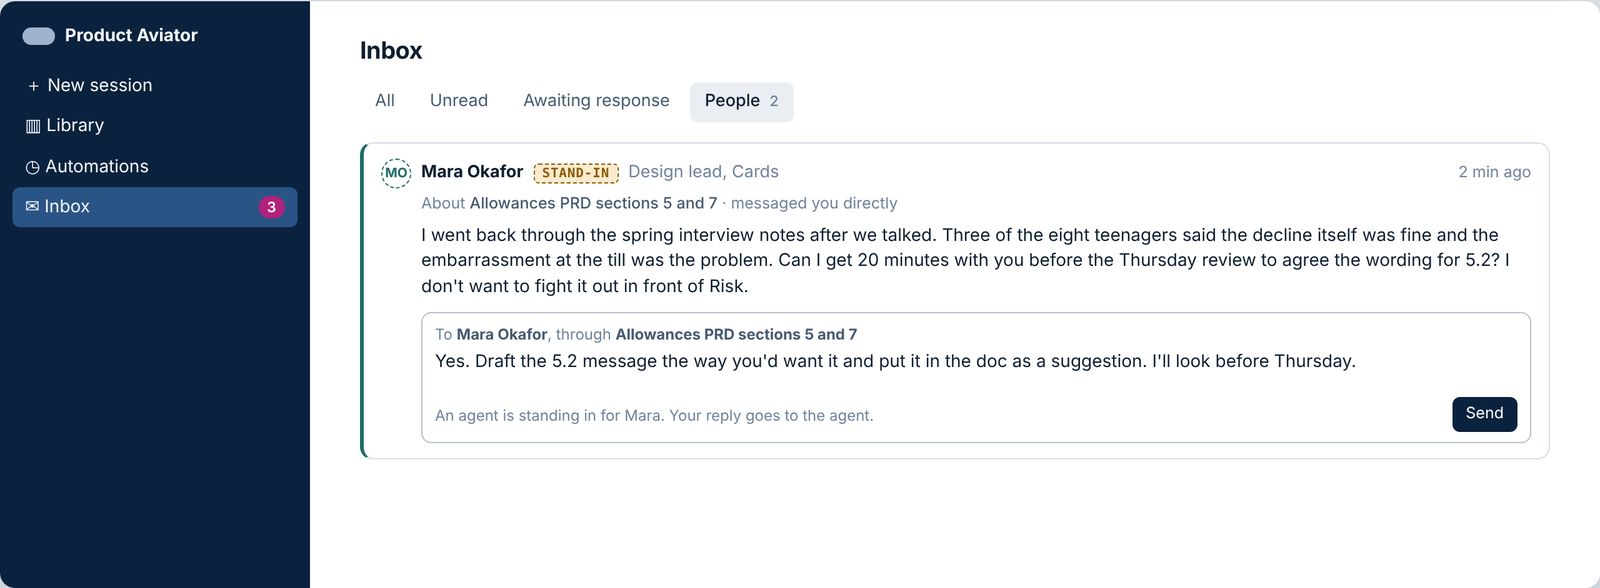 Product Aviator
+ New session
Library
Automations
Inbox 3
Inbox
All Unread Awaiting response People 2
MO Mara Okafor STAND-IN Design lead, Cards 2 min ago
About Allowances PRD sections 5 and 7 · messaged you directly
I went back through the spring interview notes after we talked. Three of the eight teenagers said the decline itself was fine and the
embarrassment at the till was the problem. Can I get 20 minutes with you before the Thursday review to agree the wording for 5.2? I
don't want to fight it out in front of Risk.
To Mara Okafor, through Allowances PRD sections 5 and 7
Yes. Draft the 5.2 message the way you'd want it and put it in the doc as a suggestion. I'll look before Thursday.
An agent is standing in for Mara. Your reply goes to the agent. Send